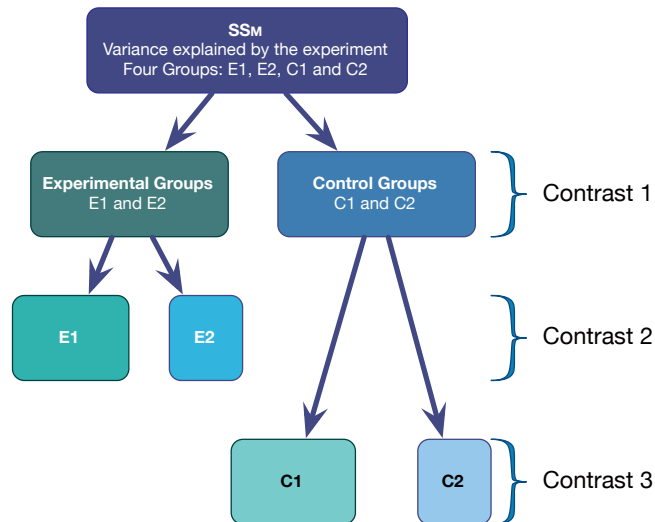 SSM
Variance explained by the experiment
Four Groups: E1, E2, C1 and C2
Experimental Groups
E1 and E2
Control Groups
C1 and C2
Contrast 1
E1
E2
Contrast 2
C1
C2
Contrast 3